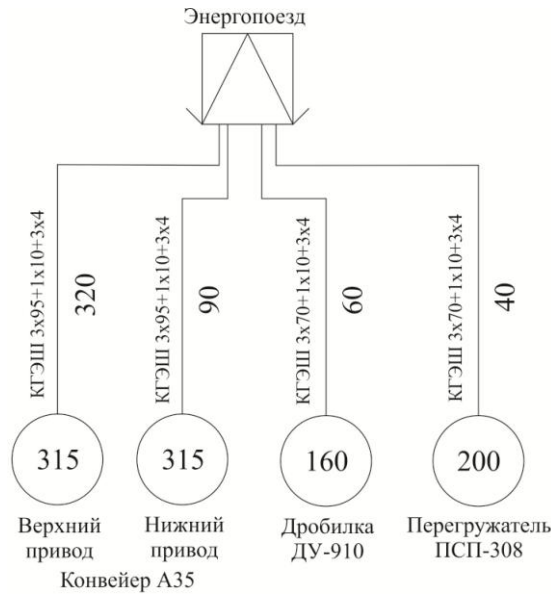 Энергопоезд
КГЭШ 3х95+1х10+3х4
320
КГЭШ 3х95+1х10+3х4
90
КГЭШ 3х70+1х10+3х4
60
КГЭШ 3х70+1х10+3х4
40
315
315
160
200
Верхний
привод
Нижний
привод
Конвейер А35
Дробилка
ДУ-910
Перегружатель
ПСП-308